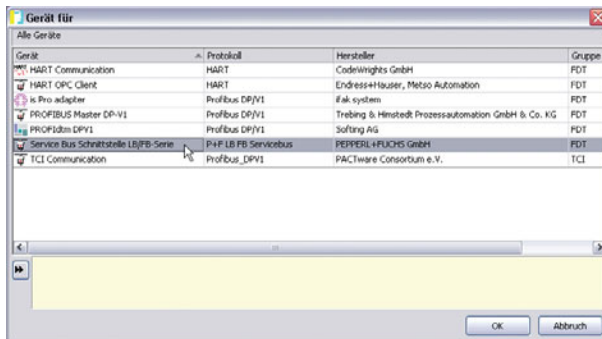 Gerät für
Alle Geräte
Gerät Protokoll Hersteller Gruppe
HART Communication HART CodeWrights GmbH FDT
HART OPC Client HART Endress+Hauser, Metso Automation FDT
is Pro adapter Profibus DP/V1 ifak system FDT
PROFIBUS Master DP-V1 Profibus DP/V1 Trebing & Himstedt Prozessautomation GmbH & Co. KG FDT
PROFIdtm DPV1 Profibus DP/V1 Softing AG FDT
Service Bus Schnittstelle LB/FB-Serie P+F LB FB Servicebus PEPPERL+FUCHS GmbH FDT
TCI Communication Profibus_DPV1 PACTware Consortium e.V. TCI
OK Abbruch